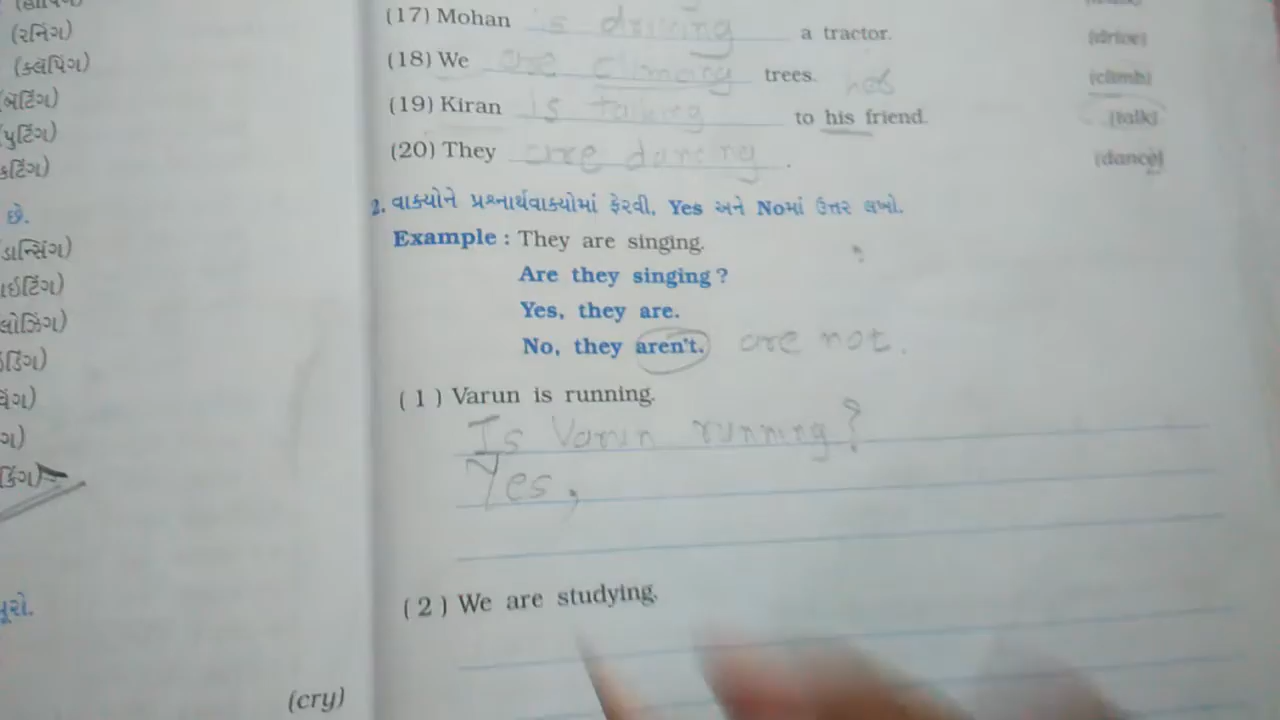 (રનિંગ)
(ક્લૅપિંગ)
છે.
(cry)
(17) Mohan is driving a tractor. (drive)
(18) We are climbing trees. (climb)
(19) Kiran is talking to his friend. (talk)
(20) They are dancing. (dance)
2. વાક્યોને પ્રશ્નાર્થવાક્યોમાં ફેરવી, Yes અને Noમાં ઉત્તર લખો.
Example : They are singing.
Are they singing?
Yes, they are.
No, they aren't. are not.
( 1 ) Varun is running.
Is Varun running?
Yes,
( 2 ) We are studying.